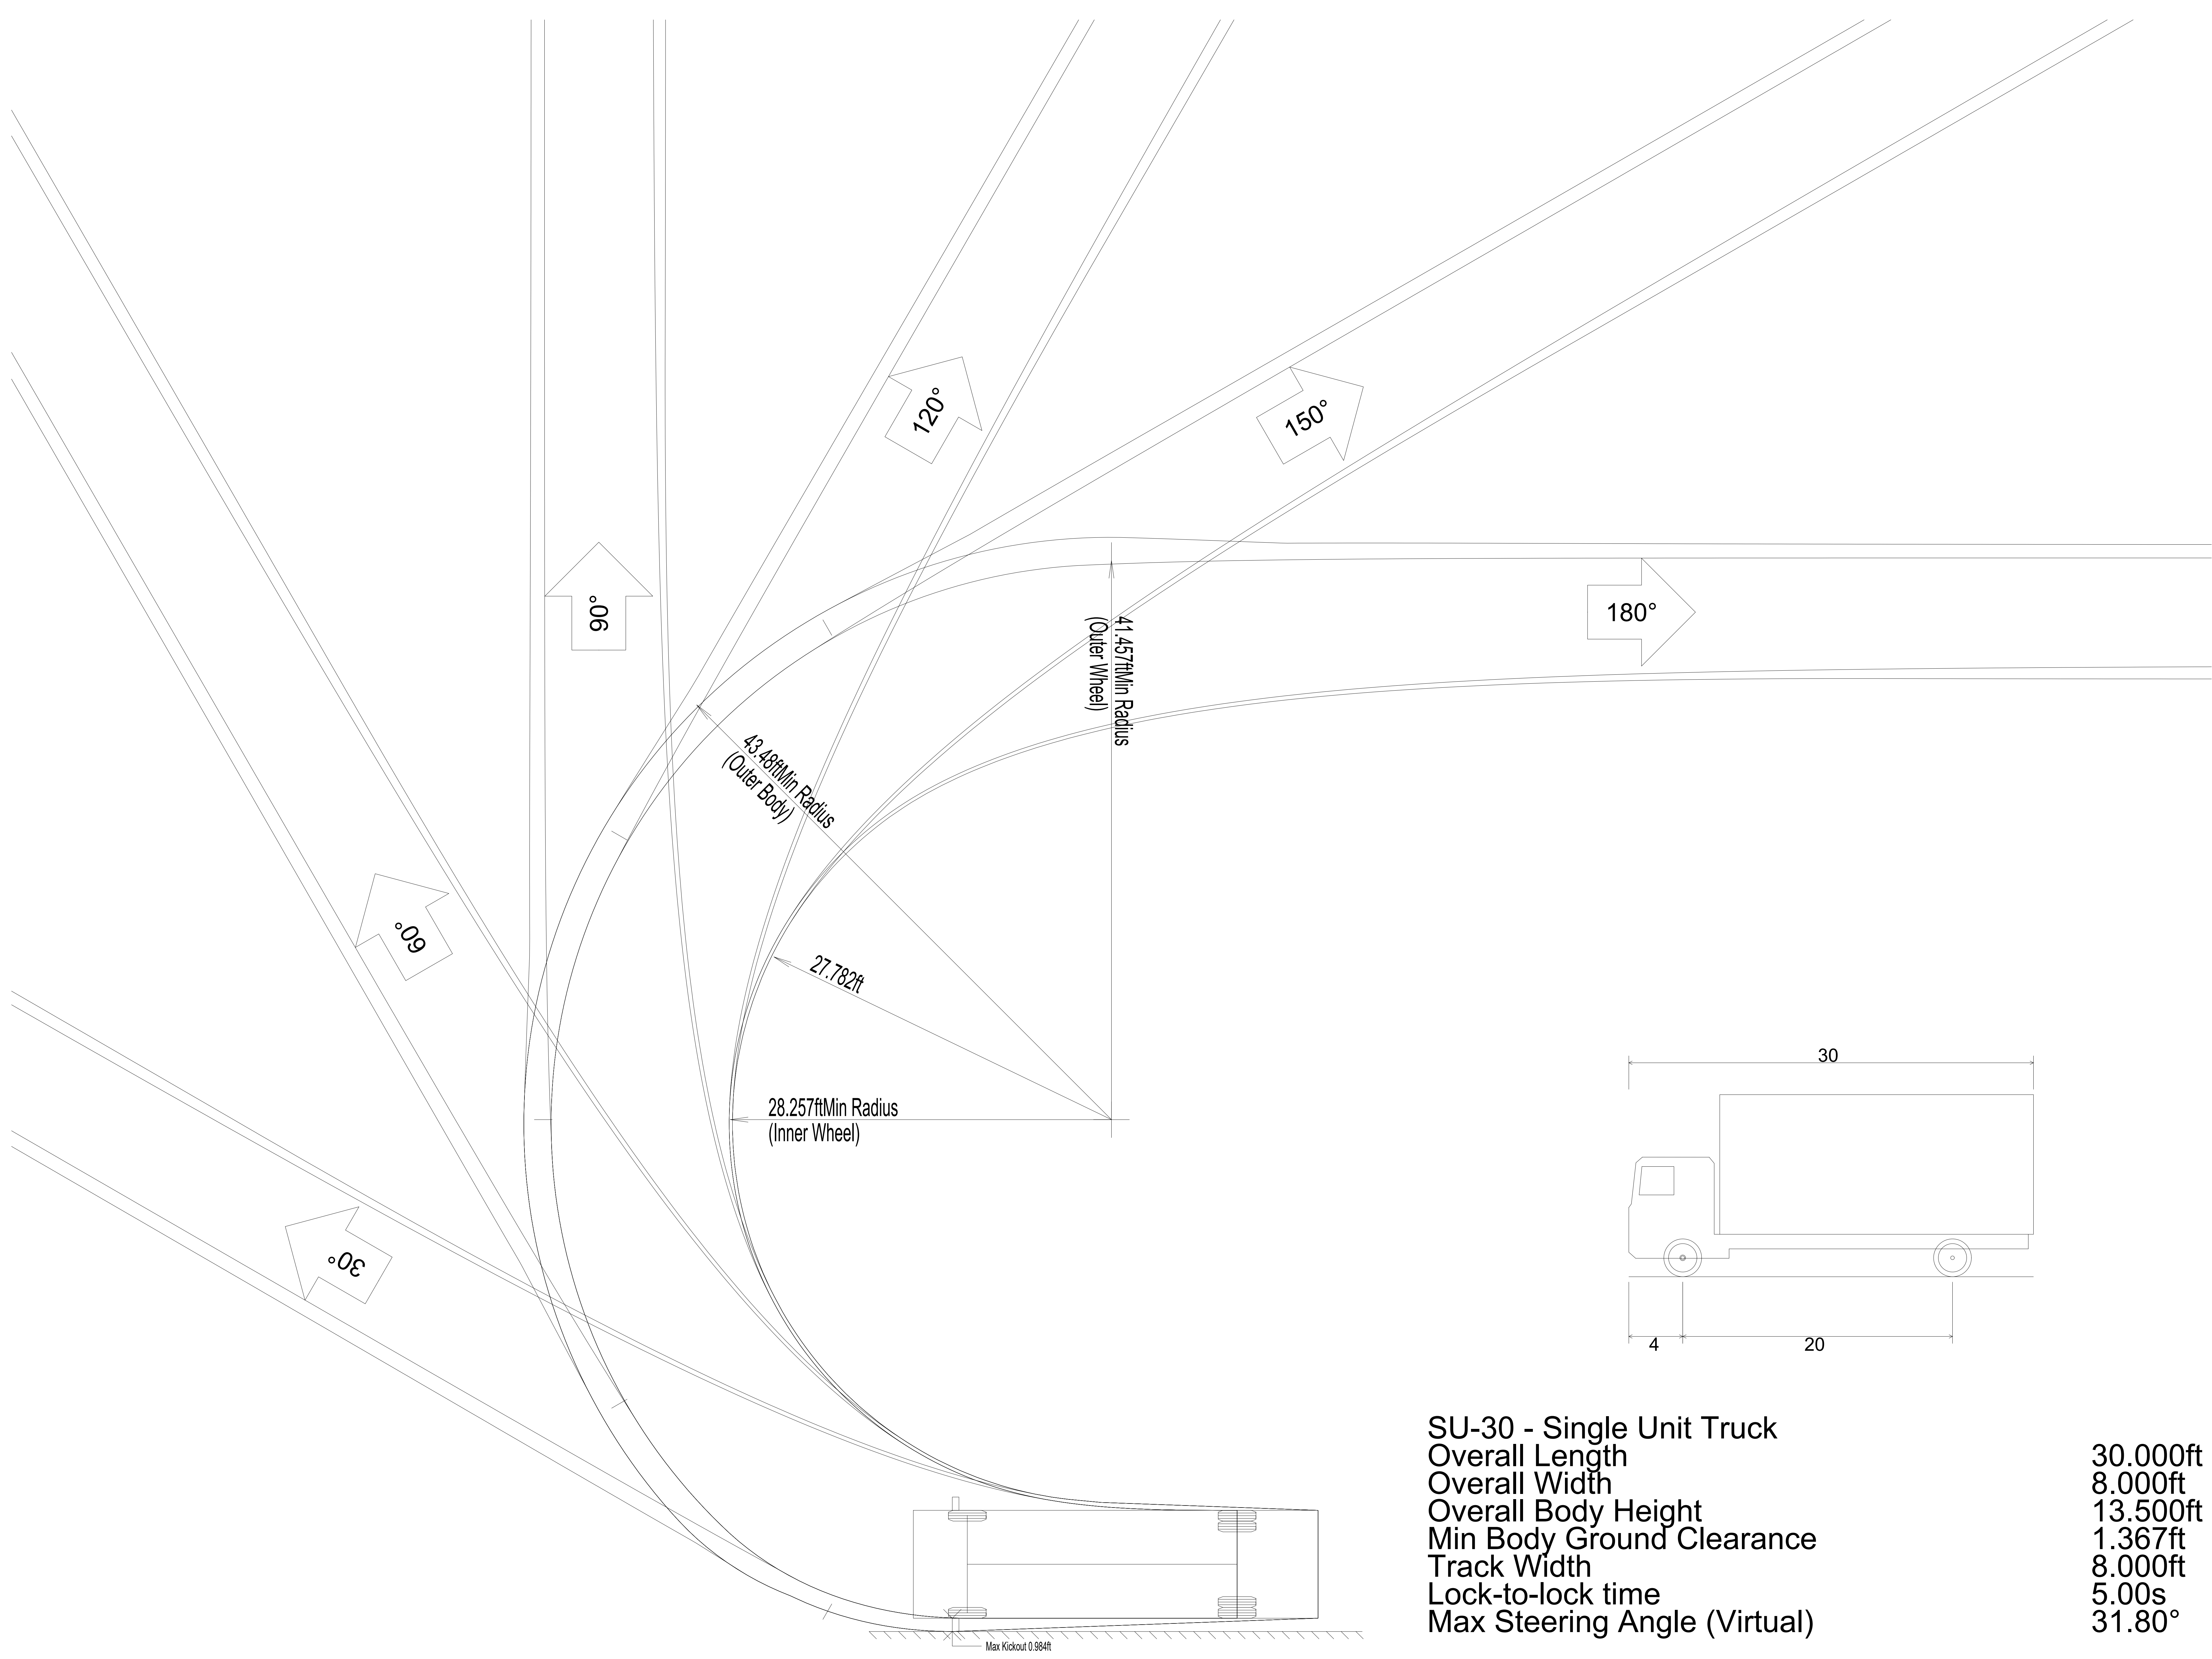 120°
150°
90°
180°
41.457ftMin Radius
(Outer Wheel)
43.48ftMin Radius
(Outer Body)
60°
27.782ft
28.257ftMin Radius
(Inner Wheel)
30°
30
4
20
SU-30 - Single Unit Truck
Overall Length 30.000ft
Overall Width 8.000ft
Overall Body Height 13.500ft
Min Body Ground Clearance 1.367ft
Track Width 8.000ft
Lock-to-lock time 5.00s
Max Steering Angle (Virtual) 31.80°
Max Kickout 0.984ft